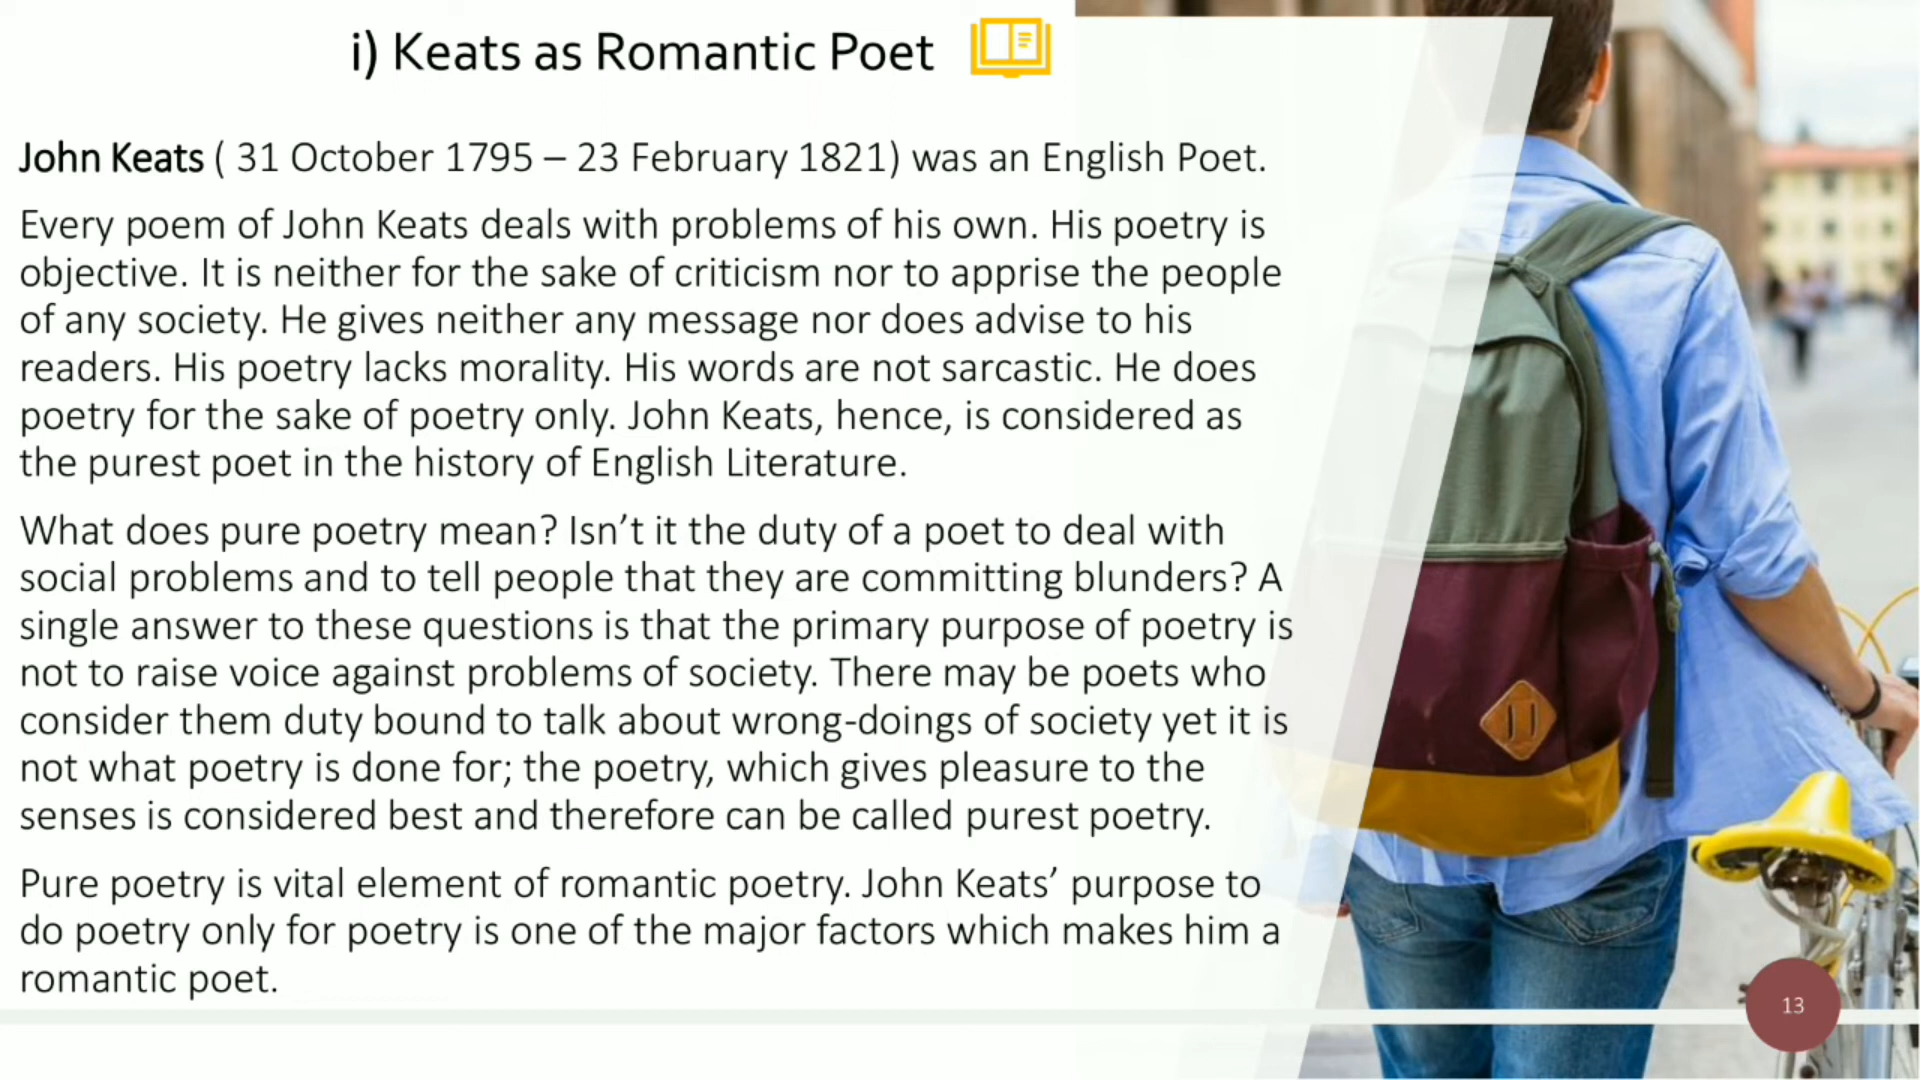 i) Keats as Romantic Poet
John Keats ( 31 October 1795 – 23 February 1821) was an English Poet.
Every poem of John Keats deals with problems of his own. His poetry is
objective. It is neither for the sake of criticism nor to apprise the people
of any society. He gives neither any message nor does advise to his
readers. His poetry lacks morality. His words are not sarcastic. He does
poetry for the sake of poetry only. John Keats, hence, is considered as
the purest poet in the history of English Literature.
What does pure poetry mean? Isn’t it the duty of a poet to deal with
social problems and to tell people that they are committing blunders? A
single answer to these questions is that the primary purpose of poetry is
not to raise voice against problems of society. There may be poets who
consider them duty bound to talk about wrong-doings of society yet it is
not what poetry is done for; the poetry, which gives pleasure to the
senses is considered best and therefore can be called purest poetry.
Pure poetry is vital element of romantic poetry. John Keats’ purpose to
do poetry only for poetry is one of the major factors which makes him a
romantic poet.
13